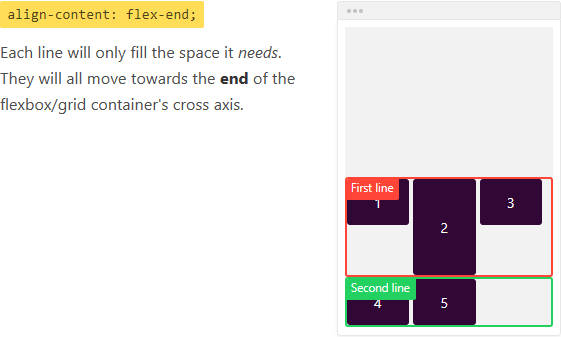 align-content: flex-end;
Each line will only fill the space it needs.
They will all move towards the end of the
flexbox/grid container's cross axis.
First line
1
2
3
Second line
4
5